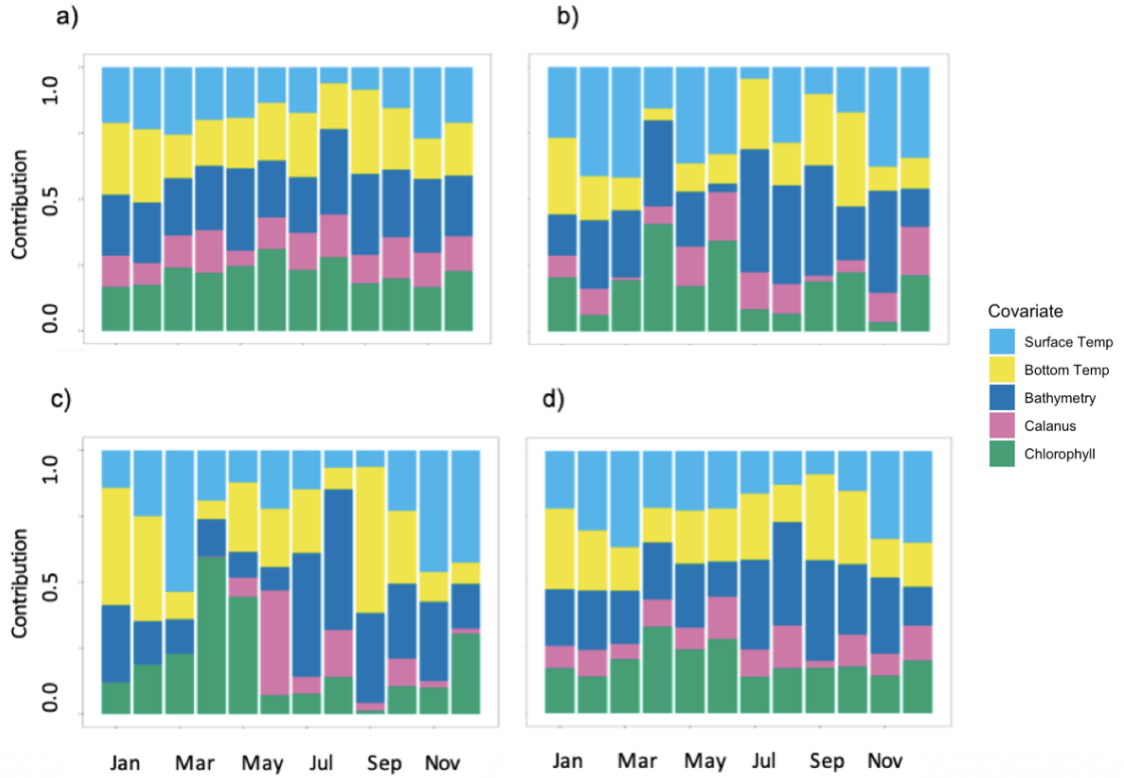 a)
b)
Contribution
1.0
0.5
0.0
Covariate
Surface Temp
Bottom Temp
Bathymetry
Calanus
Chlorophyll
c)
d)
Contribution
1.0
0.5
0.0
Jan Mar May Jul Sep Nov
Jan Mar May Jul Sep Nov